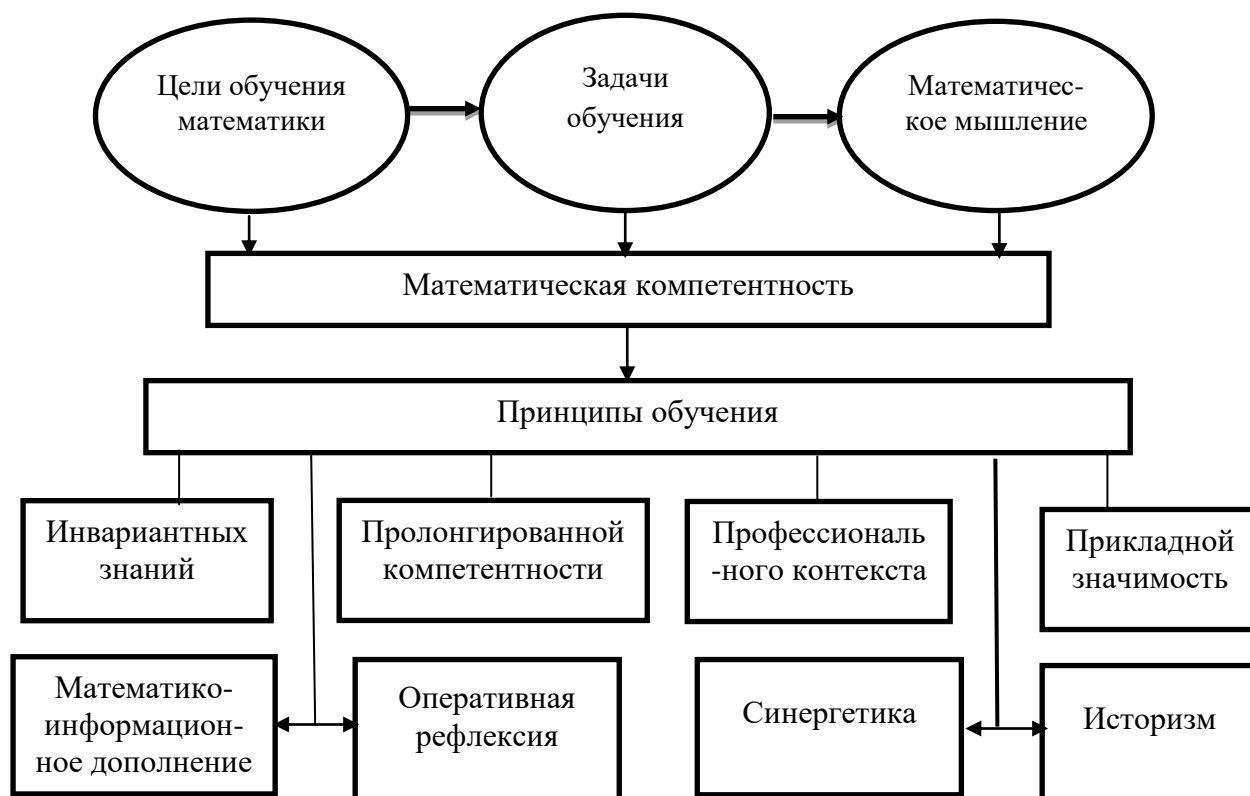 Цели обучения
математики
Задачи
обучения
Математичес-
кое мышление
Математическая компетентность
Принципы обучения
Инвариантных
знаний
Пролонгированной
компетентности
Профессиональ
-ного контекста
Прикладной
значимость
Математико-
информацион-
ное дополнение
Оперативная
рефлексия
Синергетика
Историзм